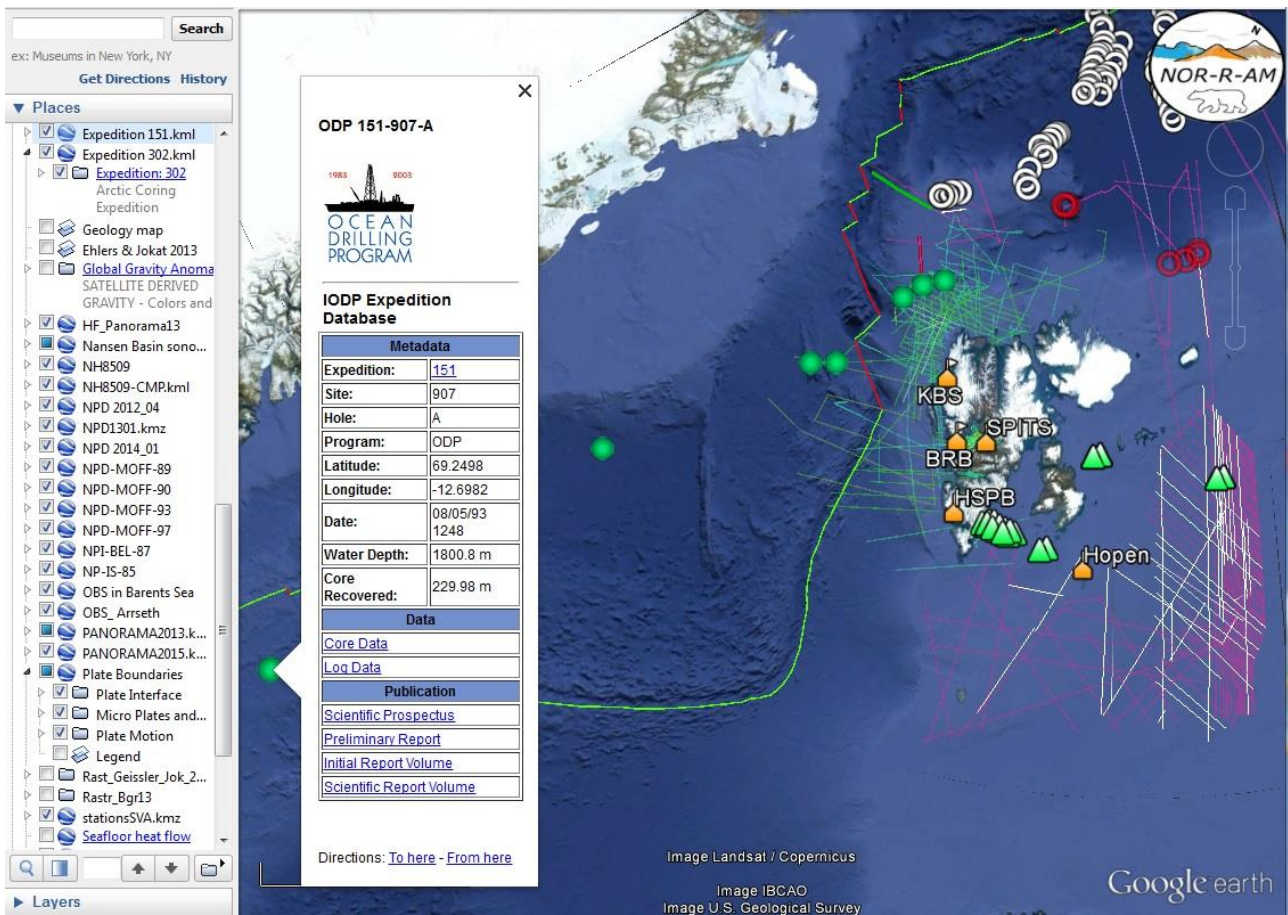 Search
ex: Museums in New York, NY
Get Directions History
Places
Expedition 151.kml
Expedition 302.kml
Expedition: 302
Arctic Coring
Expedition
Geology map
Ehlers & Jokat 2013
Global Gravity Anoma
SATELLITE DERIVED
GRAVITY - Colors and
HF_Panorama13
Nansen Basin sono...
NH8509
NH8509-CMP.kml
NPD 2012_04
NPD1301.kmz
NPD 2014_01
NPD-MOFF-89
NPD-MOFF-90
NPD-MOFF-93
NPD-MOFF-97
NPI-BEL-87
NP-IS-85
OBS in Barents Sea
OBS_ Arrseth
PANORAMA2013.k...
PANORAMA2015.k...
Plate Boundaries
Plate Interface
Micro Plates and...
Plate Motion
Legend
Rast_Geissler_Jok_2...
Rastr_Bgr13
stationsSVA.kmz
Seafloor heat flow
Layers
ODP 151-907-A
1983 2003
OCEAN
DRILLING
PROGRAM
IODP Expedition
Database
Metadata
Expedition: 151
Site: 907
Hole: A
Program: ODP
Latitude: 69.2498
Longitude: -12.6982
Date: 08/05/93
1248
Water Depth: 1800.8 m
Core
Recovered: 229.98 m
Data
Core Data
Log Data
Publication
Scientific Prospectus
Preliminary Report
Initial Report Volume
Scientific Report Volume
Directions: To here - From here
N
NOR-R-AM
KBS
SPITS
BRB
HSPB
Hopen
Image Landsat / Copernicus
Image IBCAO
Image U.S. Geological Survey
Google earth